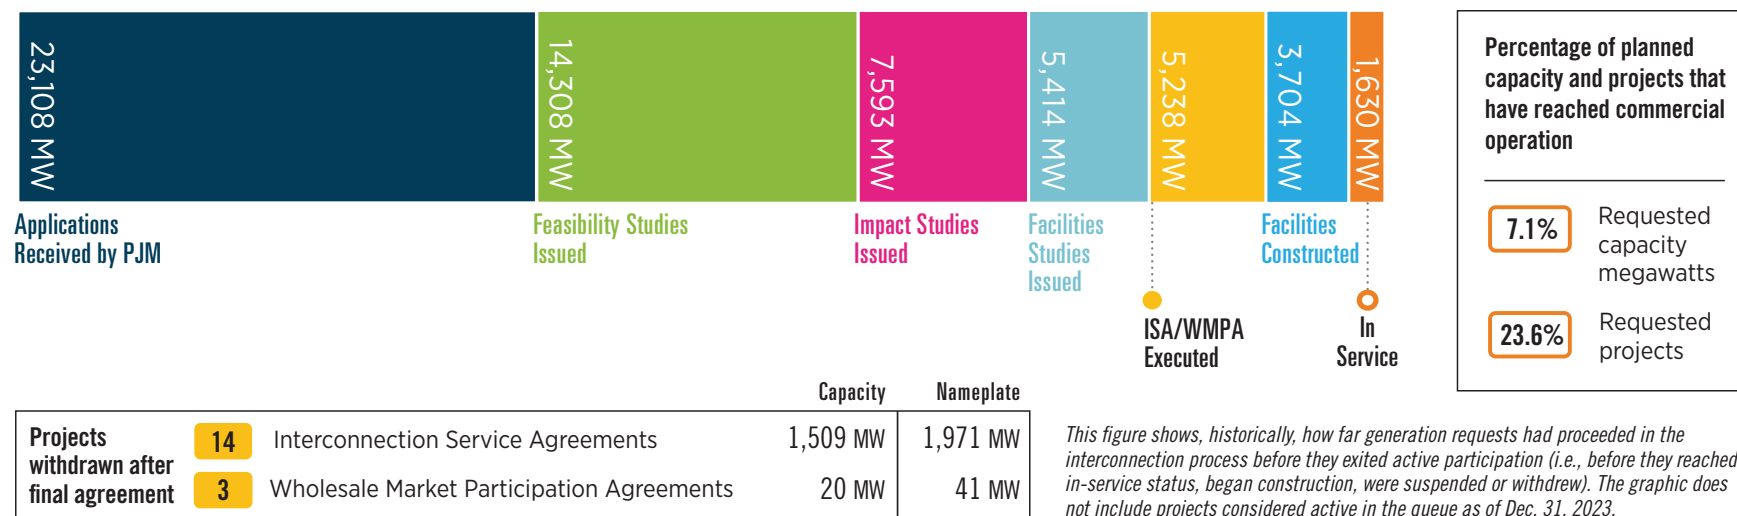 23,108 MW
14,308 MW
7,593 MW
5,414 MW
5,238 MW
3,704 MW
1,630 MW
Applications
Received by PJM
Feasibility Studies
Issued
Impact Studies
Issued
Facilities
Studies
Issued
ISA/WMPA
Executed
Facilities
Constructed
In
Service
Percentage of planned
capacity and projects that
have reached commercial
operation
7.1% Requested
capacity
megawatts
23.6% Requested
projects
Capacity Nameplate
Projects
withdrawn after
final agreement
14 Interconnection Service Agreements 1,509 MW 1,971 MW
3 Wholesale Market Participation Agreements 20 MW 41 MW
This figure shows, historically, how far generation requests had proceeded in the
interconnection process before they exited active participation (i.e., before they reached
in-service status, began construction, were suspended or withdrew). The graphic does
not include projects considered active in the queue as of Dec. 31, 2023.